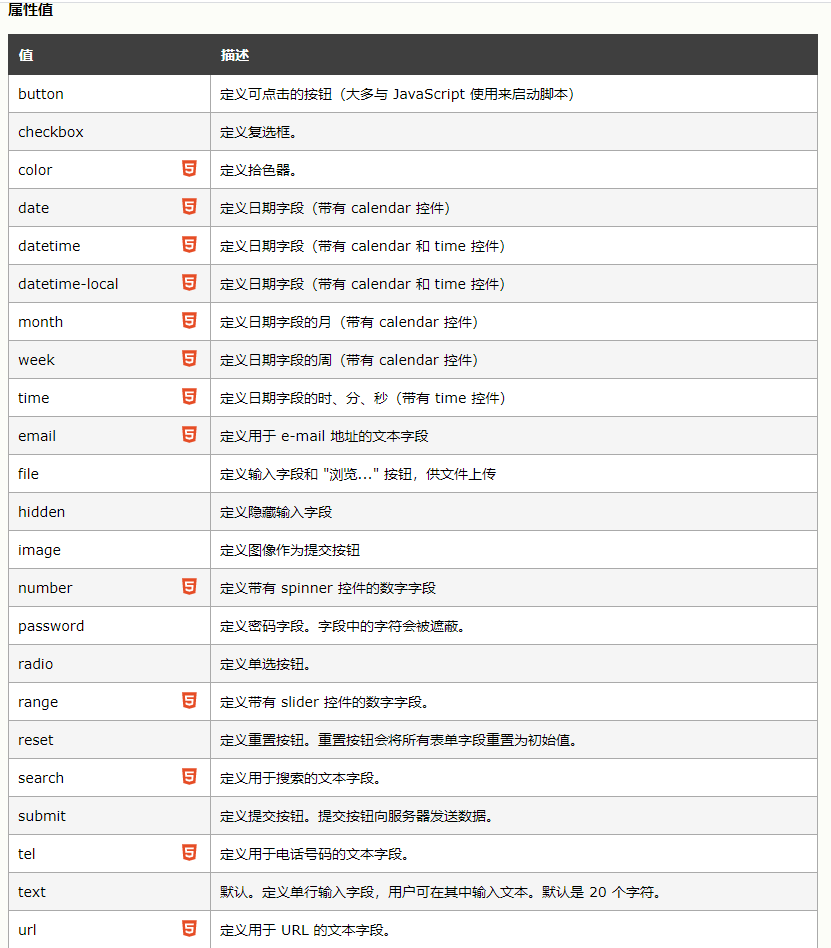 属性值
值 描述
button 定义可点击的按钮（大多与 JavaScript 使用来启动脚本）
checkbox 定义复选框。
color 5 定义拾色器。
date 5 定义日期字段（带有 calendar 控件）
datetime 5 定义日期字段（带有 calendar 和 time 控件）
datetime-local 5 定义日期字段（带有 calendar 和 time 控件）
month 5 定义日期字段的月（带有 calendar 控件）
week 5 定义日期字段的周（带有 calendar 控件）
time 5 定义日期字段的时、分、秒（带有 time 控件）
email 5 定义用于 e-mail 地址的文本字段
file 定义输入字段和 "浏览..." 按钮，供文件上传
hidden 定义隐藏输入字段
image 定义图像作为提交按钮
number 5 定义带有 spinner 控件的数字字段
password 定义密码字段。字段中的字符会被遮蔽。
radio 定义单选按钮。
range 5 定义带有 slider 控件的数字字段。
reset 定义重置按钮。重置按钮会将所有表单字段重置为初始值。
search 5 定义用于搜索的文本字段。
submit 定义提交按钮。提交按钮向服务器发送数据。
tel 5 定义用于电话号码的文本字段。
text 默认。定义单行输入字段，用户可在其中输入文本。默认是 20 个字符。
url 5 定义用于 URL 的文本字段。